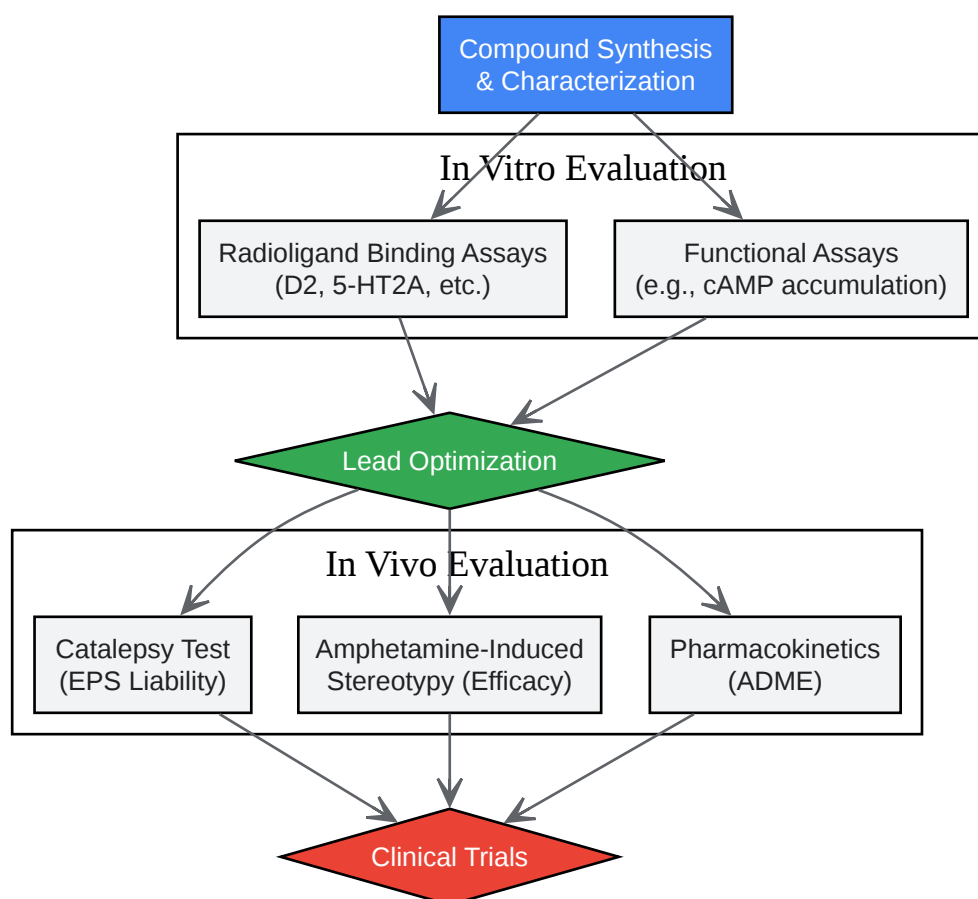 Compound Synthesis
& Characterization
In Vitro Evaluation
Radioligand Binding Assays
(D2, 5-HT2A, etc.)
Functional Assays
(e.g., cAMP accumulation)
Lead Optimization
In Vivo Evaluation
Catalepsy Test
(EPS Liability)
Amphetamine-Induced
Stereotypy (Efficacy)
Pharmacokinetics
(ADME)
Clinical Trials